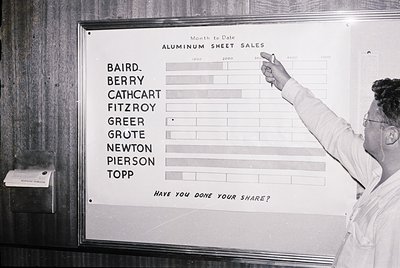 Month to Date
ALUMINUM SHEET SALES
BAIRD
BERRY
CATHCART
FITZROY
GREER
GROTE
NEWTON
PIERSON
TOPP
HAVE YOU DONE YOUR SHARE?